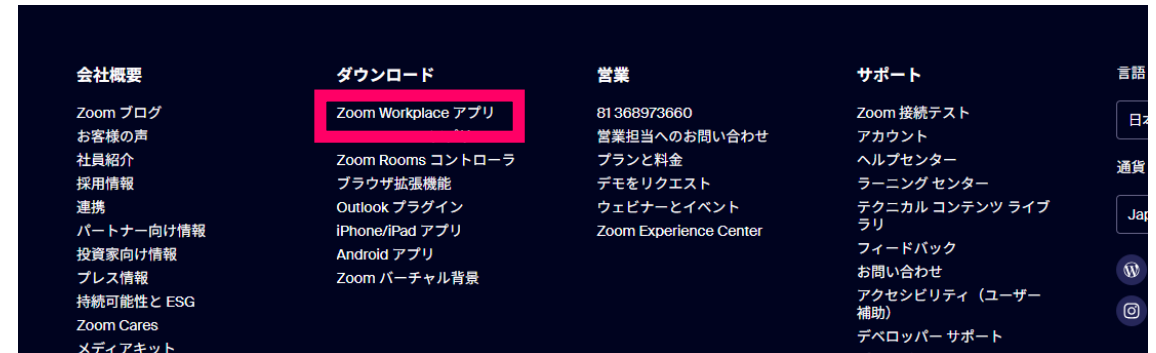 会社概要
Zoom ブログ
お客様の声
社員紹介
採用情報
連携
パートナー向け情報
投資家向け情報
プレス情報
持続可能性と ESG
Zoom Cares
メディアキット
ダウンロード
Zoom Workplace アプリ
Zoom Rooms コントローラ
ブラウザ拡張機能
Outlook プラグイン
iPhone/iPad アプリ
Android アプリ
Zoom バーチャル背景
営業
81 368973660
営業担当へのお問い合わせ
プランと料金
デモをリクエスト
ウェビナーとイベント
Zoom Experience Center
サポート
Zoom 接続テスト
アカウント
ヘルプセンター
ラーニング センター
テクニカル コンテンツ ライブ
ラリ
フィードバック
お問い合わせ
アクセシビリティ（ユーザー
補助）
デベロッパー サポート
言語
通貨